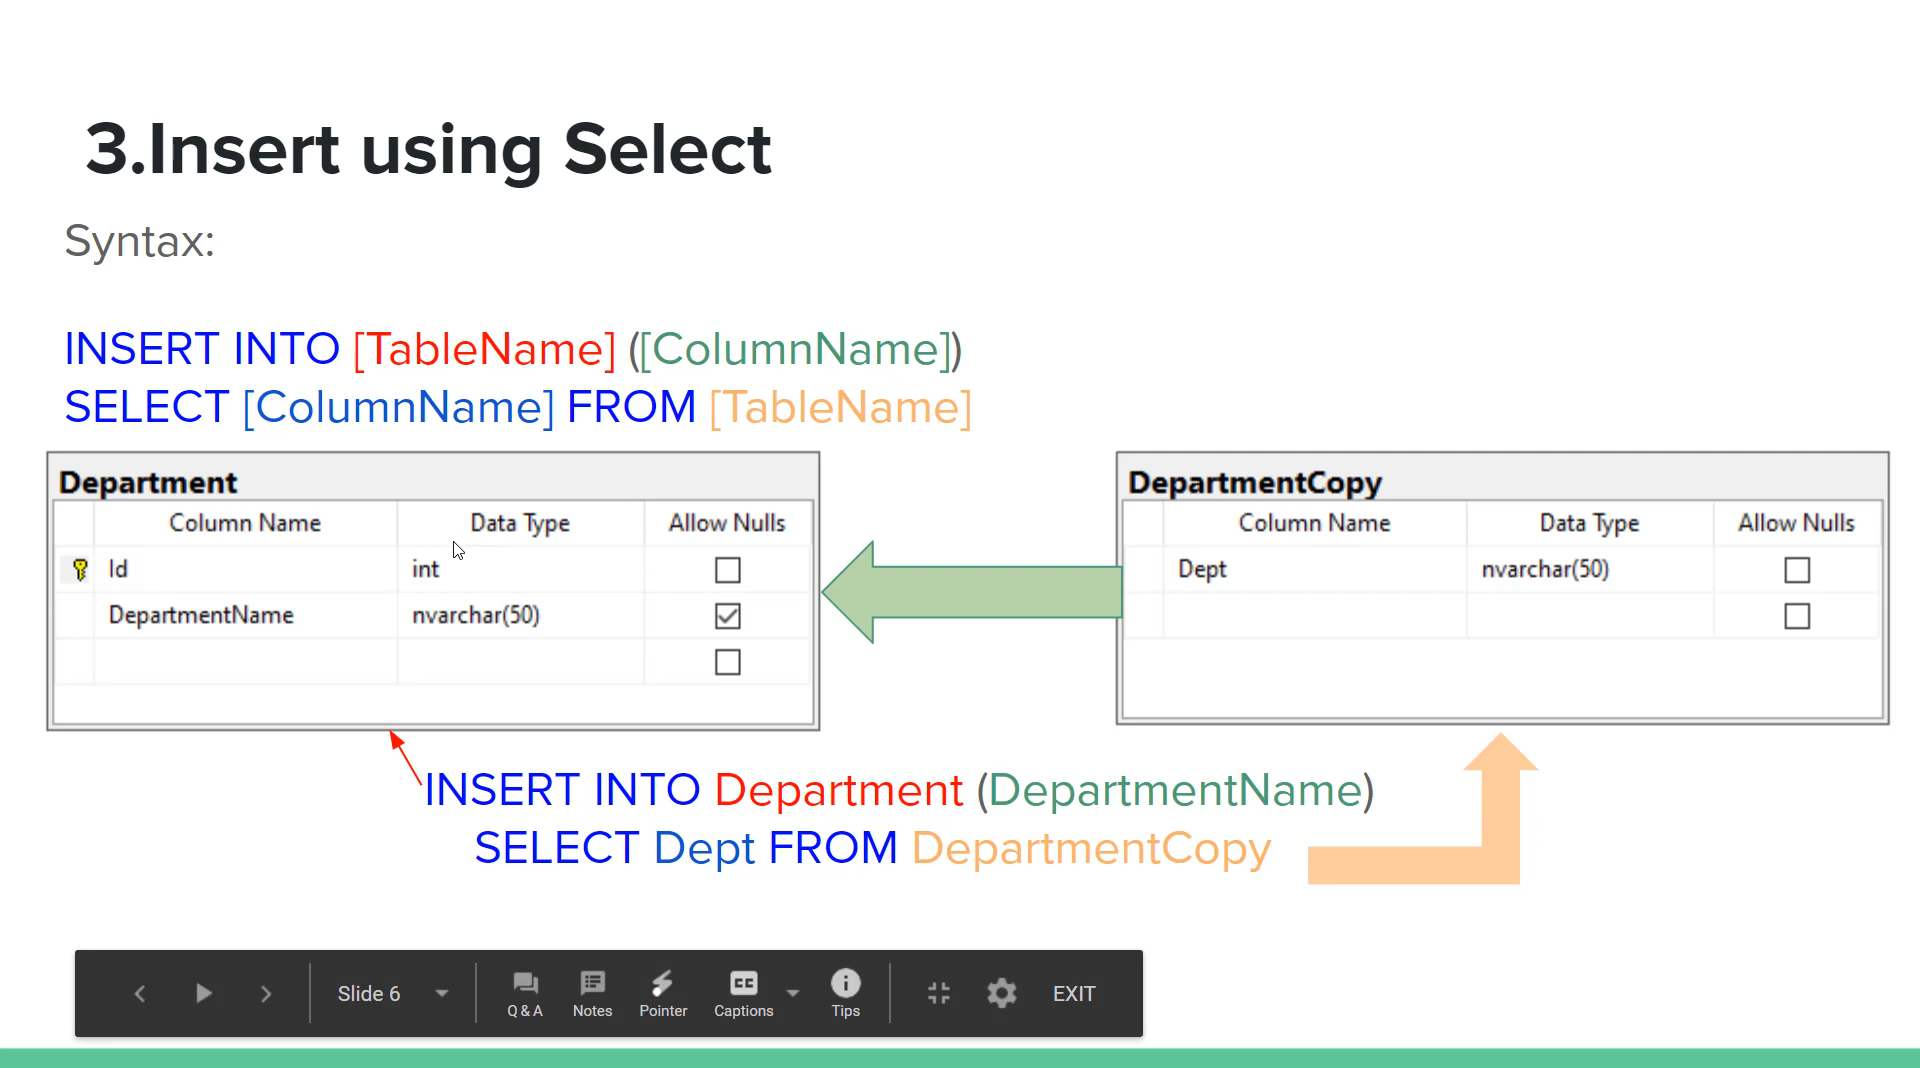 3.Insert using Select
Syntax:
INSERT INTO [TableName] ([ColumnName])
SELECT [ColumnName] FROM [TableName]
Department
Column Name Data Type Allow Nulls
Id int
DepartmentName nvarchar(50)
DepartmentCopy
Column Name Data Type Allow Nulls
Dept nvarchar(50)
INSERT INTO Department (DepartmentName)
SELECT Dept FROM DepartmentCopy
Slide 6 Q & A Notes Pointer CC Captions Tips EXIT